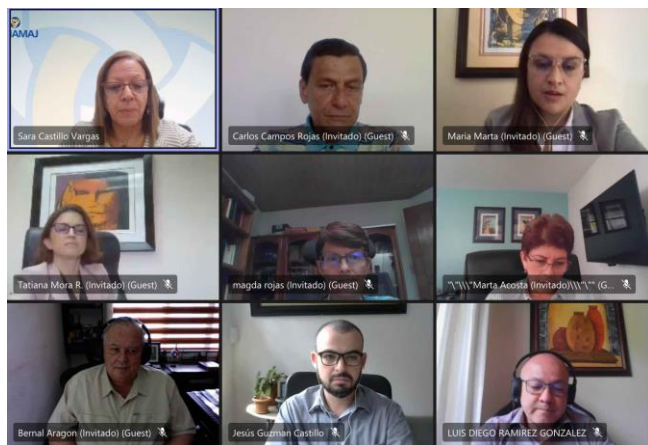 AMAJ
Sara Castillo Vargas
Carlos Campos Rojas (Invitado) (Guest)
Maria Marta (Invitado) (Guest)
Tatiana Mora R. (Invitado) (Guest)
magda rojas (Invitado) (Guest)
"\"\\\"Marta Acosta (Invitado)\\\"\"" (G...
Bernal Aragon (Invitado) (Guest)
Jesús Guzman Castillo
LUIS DIEGO RAMIREZ GONZALEZ